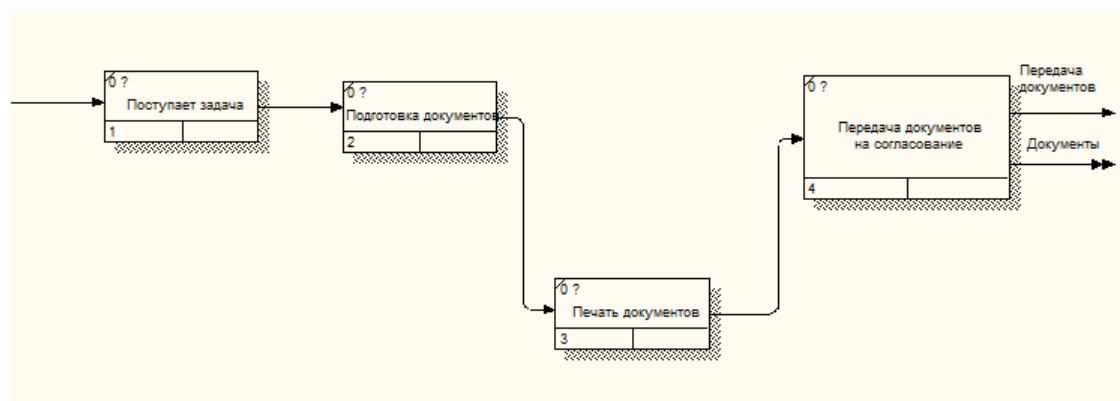 0 ?
Поступает задача
1
0 ?
Подготовка документов
2
0 ?
Печать документов
3
0 ?
Передача документов
на согласование
4
Передача
документов
Документы